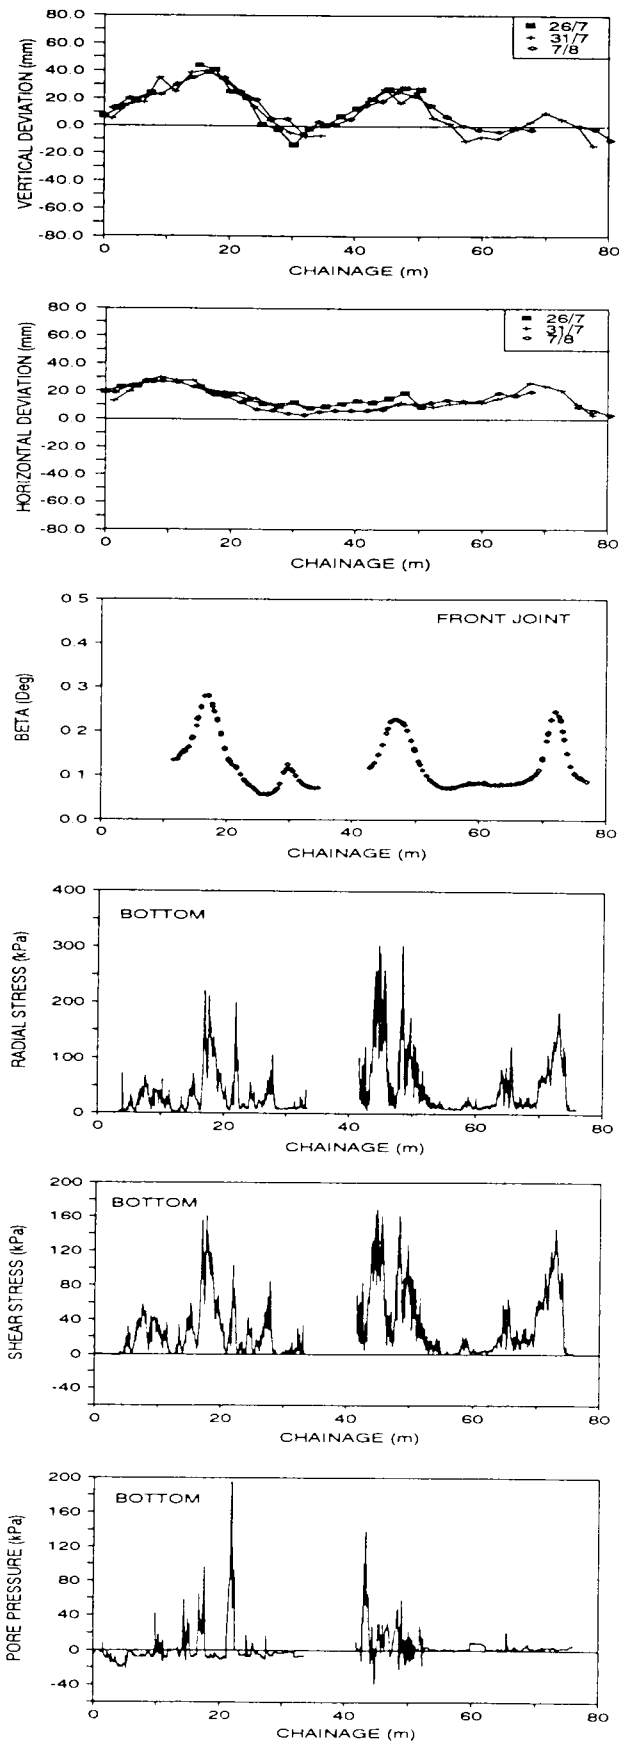 80.0
60.0
40.0
20.0
0.0
-20.0
40.0
60.0
-80.0
VERTICAL DEVIATION (mm)
26/7
31/7
7/8
0 20 40 60 80
CHAINAGE (m)
80 0
60 0
40 0
20 0
0 0
-20 0
40 0
60 0
-80 0
HORIZONTAL DEVIATION (mm)
26/7
31/7
7/8
0 20 40 60 80
CHAINAGE (m)
0 5
0 4
0 3
0 2
0 1
0 0
BETA (Deg)
FRONT JOINT
0 20 40 60 80
CHAINAGE (m)
400
300
200
100
0
RADIAL STRESS (kPa)
BOTTOM
0 20 40 60 80
CHAINAGE (m)
200
160
120
80
40
0
-40
SHEAR STRESS (kPa)
BOTTOM
0 20 40 60 80
CHAINAGE (m)
200
160
120
80
40
0
-40
PORE PRESSURE (kPa)
BOTTOM
0 20 40 60 80
CHAINAGE (m)